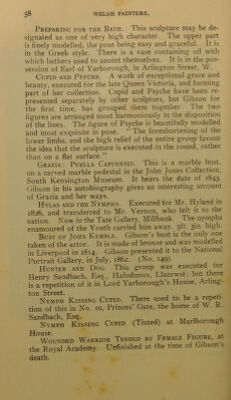 58 WELSH PAINTERS.
PREPARING FOR THE BATH. This sculpture may be de-
signated as one of very high character. The upper part
is finely modelled, the pose being easy and graceful. It is
in the Greek style. There is a vase containing oil with
which bathers used to anoint themselves. It is in the pos-
session of Earl of Yarborough, in Arlington Street, W.
CUPID AND PSYCHE. A work of exceptional grace and
beauty, executed for the late Queen Victoria, and forming
part of her collection. Cupid and Psyche have been re-
presented separately by other sculptors, but Gibson for
the first time, has grouped them together. The two
figures are arranged most harmoniously in the disposition
of the lines. The figure of Psyche is beautifully modelled
and most exquisite in pose. "The foreshortening of the
lower limbs, and the high relief of the entire group favour
the idea that the sculpture is executed in the round, rather
than on a flat surface."
GRAZIA: PUELLA CAPUENSIS. This is a marble bust,
on a carved marble pedestal in the John Jones Collection,
South Kensington Museum. It bears the date of 1843.
Gibson in his autobiography gives an interesting account
of Grazia and her ways.
HYLAS AND THE NYMPHS. Executed for Mr. Hyland in
1826, and transferred to Mr. Vernon, who left it to the
nation. Now in the Tate Gallery, Millbank. The nymphs
enamoured of the Youth carried him away. 5ft. 3in. high.
BUST OF JOHN KEMBLE. Gibson's bust is the only one
taken of the actor. It is made of bronze and was modelled
in Liverpool in 1814. Gibson presented it to the National
Portrait Gallery, in July, 1862. (No. 149).
HUNTER AND DOG. This group was executed for
Henry Sandbach, Esq., Hafodunos, Llanrwst; but there
is a repetition of it in Lord Yarborough's House, Arling-
ton Street.
NYMPH KISSING CUPID. There used to be a repeti-
tion of this in No. 10, Princes' Gate, the home of W. R.
Sandbach, Esq.
NYMPH KISSING CUPID (Tinted) at Marlborough
House.
WOUNDED WARRIOR TENDED BY FEMALE FIGURE, at
the Royal Academy. Unfinished at the time of Gibson's
death.